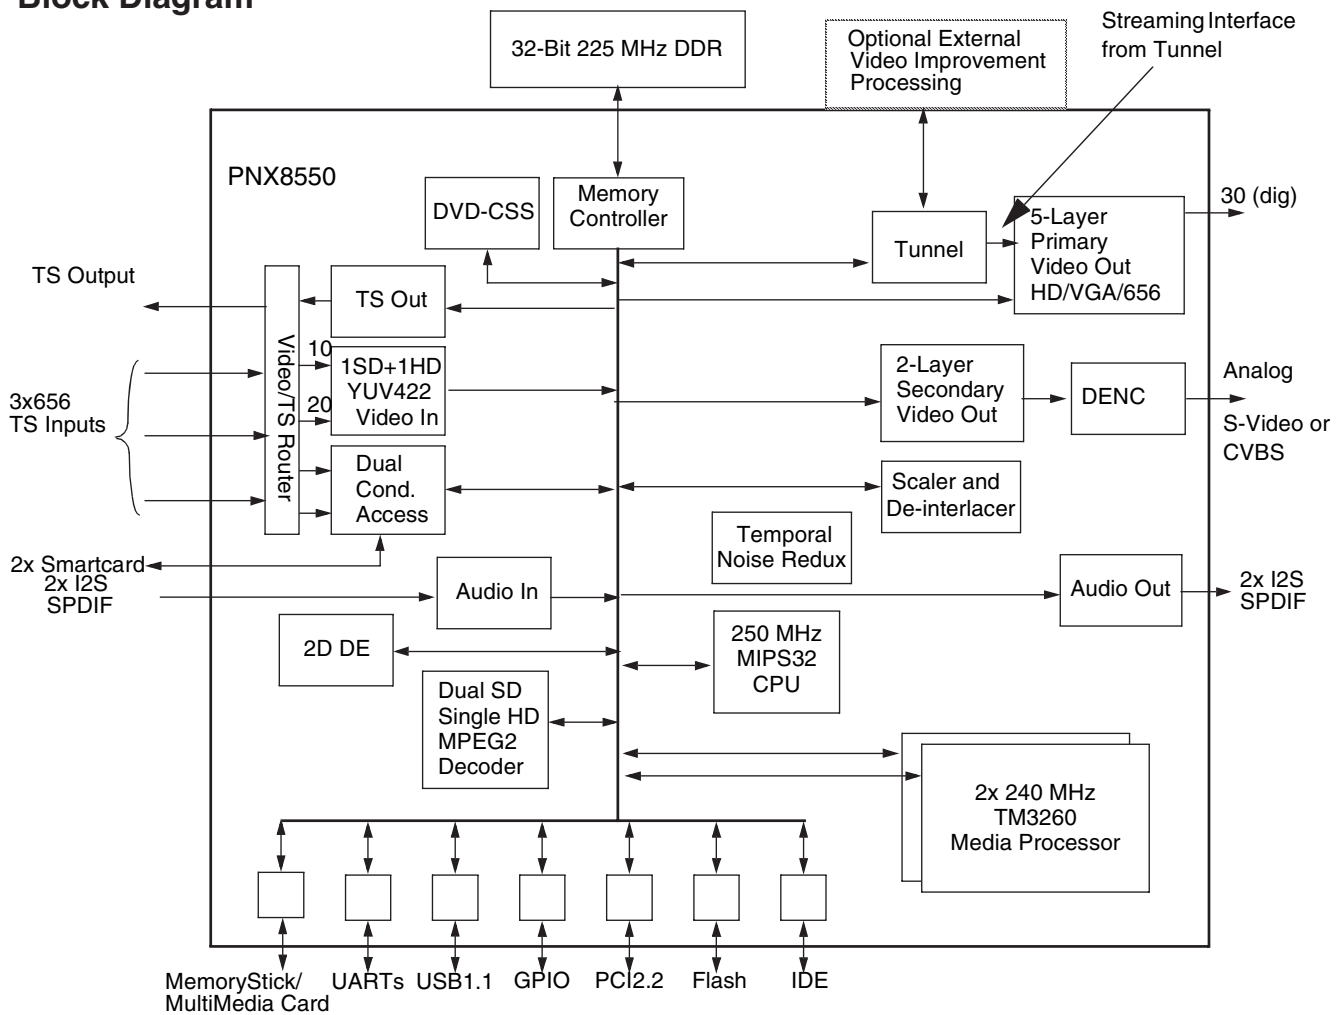 Block Diagram
32-Bit 225 MHz DDR
Optional External
Video Improvement
Processing
Streaming Interface
from Tunnel
PNX8550
DVD-CSS
Memory
Controller
Tunnel
5-Layer
Primary
Video Out
HD/VGA/656
30 (dig)
TS Output
TS Out
Video/TS Router
10
20
1SD+1HD
YUV422
Video In
3x656
TS Inputs
2-Layer
Secondary
Video Out
DENC
Analog
S-Video or
CVBS
Dual
Cond.
Access
Scaler and
De-interlacer
Temporal
Noise Redux
2x Smartcard
2x I2S
SPDIF
Audio In
Audio Out
2x I2S
SPDIF
2D DE
250 MHz
MIPS32
CPU
Dual SD
Single HD
MPEG2
Decoder
2x 240 MHz
TM3260
Media Processor
MemoryStick/
MultiMedia Card
UARTs
USB1.1
GPIO
PCI2.2
Flash
IDE